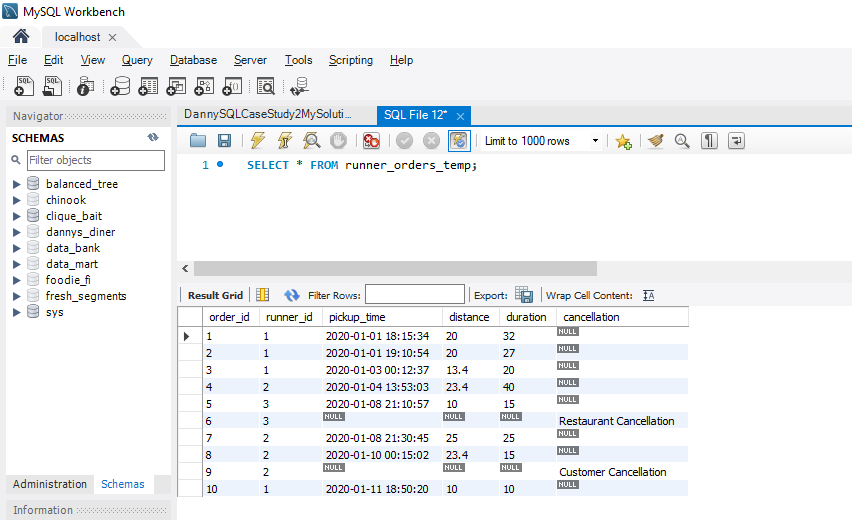 MySQL Workbench
localhost
File Edit View Query Database Server Tools Scripting Help
Navigator
SCHEMAS
Filter objects
balanced_tree
chinook
clique_bait
dannys_diner
data_bank
data_mart
foodie_fi
fresh_segments
sys
Administration Schemas
Information
DannySQLCaseStudy2MySoluti... SQL File 12*
Limit to 1000 rows
1 SELECT * FROM runner_orders_temp;
Result Grid Filter Rows: Export: Wrap Cell Content:
order_id runner_id pickup_time distance duration cancellation
1 1 2020-01-01 18:15:34 20 32 NULL
2 1 2020-01-01 19:10:54 20 27 NULL
3 1 2020-01-03 00:12:37 13.4 20 NULL
4 2 2020-01-04 13:53:03 23.4 40 NULL
5 3 2020-01-08 21:10:57 10 15 NULL
6 3 NULL NULL NULL Restaurant Cancellation
7 2 2020-01-08 21:30:45 25 25 NULL
8 2 2020-01-10 00:15:02 23.4 15 NULL
9 2 NULL NULL NULL Customer Cancellation
10 1 2020-01-11 18:50:20 10 10 NULL